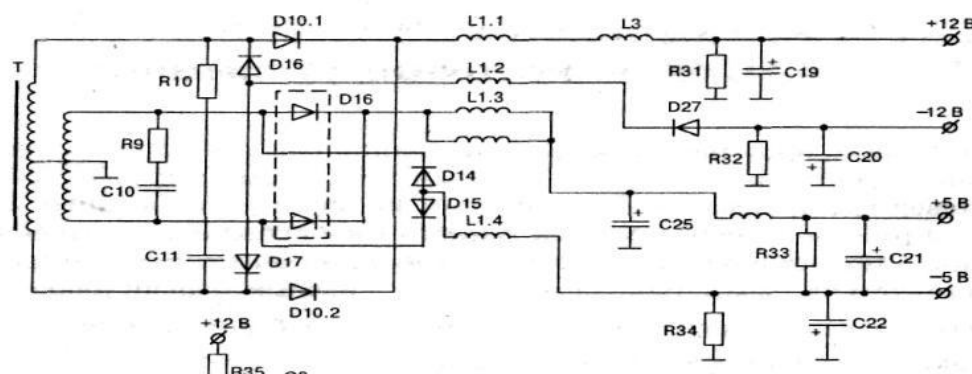 D10.1 L1.1 L3 +12 В
D16 R31 C19
R10 L1.2
D16 L1.3 D27 −12 В
T R9 R32 C20
C10 D14
D15 +5 В
L1.4 C25
C11 D17 R33 C21
−5 В
D10.2
+12 В R34 C22
R35